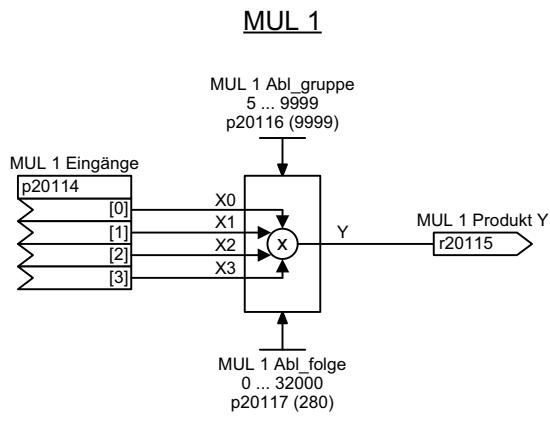 MUL 1
MUL 1 Abl_gruppe
5 ... 9999
p20116 (9999)
MUL 1 Eingänge
p20114
[0]
[1]
[2]
[3]
X0
X1
X2
X3
X
Y
MUL 1 Produkt Y
r20115
MUL 1 Abl_folge
0 ... 32000
p20117 (280)